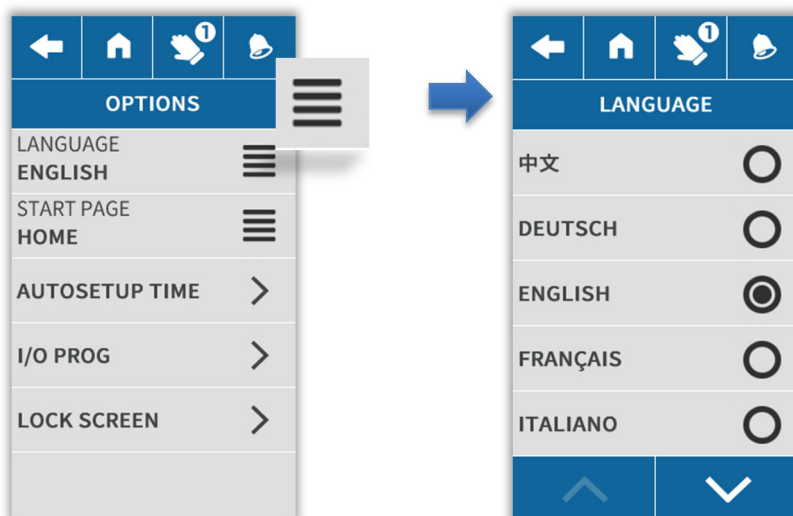 1
OPTIONS
LANGUAGE
ENGLISH
START PAGE
HOME
AUTOSETUP TIME
I/O PROG
LOCK SCREEN
1
LANGUAGE
中文
DEUTSCH
ENGLISH
FRANÇAIS
ITALIANO